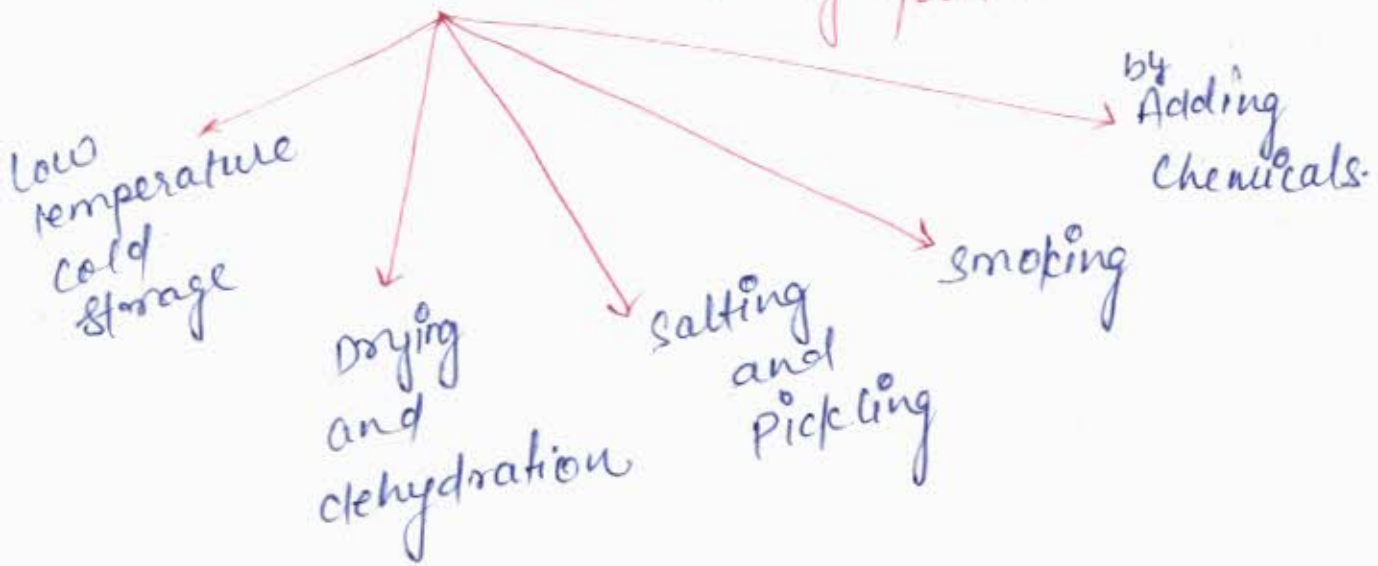 Low
temperature
cold
storage
Drying
and
dehydration
salting
and
Pickling
smoking
by
Adding
Chemicals.